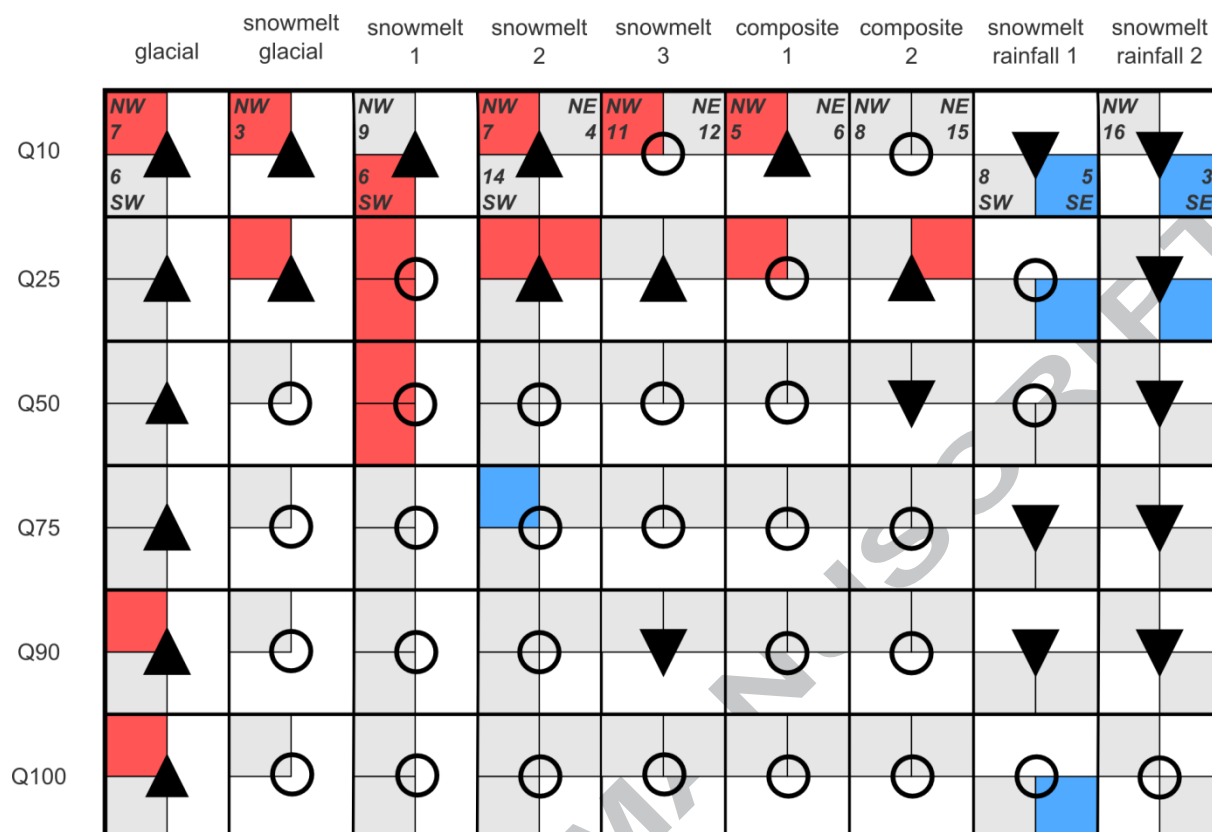 glacial
snowmelt
glacial
snowmelt
1
snowmelt
2
snowmelt
3
composite
1
composite
2
snowmelt
rainfall 1
snowmelt
rainfall 2
Q10
NW
7
6
SW
NW
3
NW
9
6
SW
NW NE
7 4
14
SW
NW NE
11 12
NW NE
5 6
NW NE
8 15
8 5
SW SE
NW
16
3
SE
Q25
Q50
Q75
Q90
Q100
MANUSCRIPT